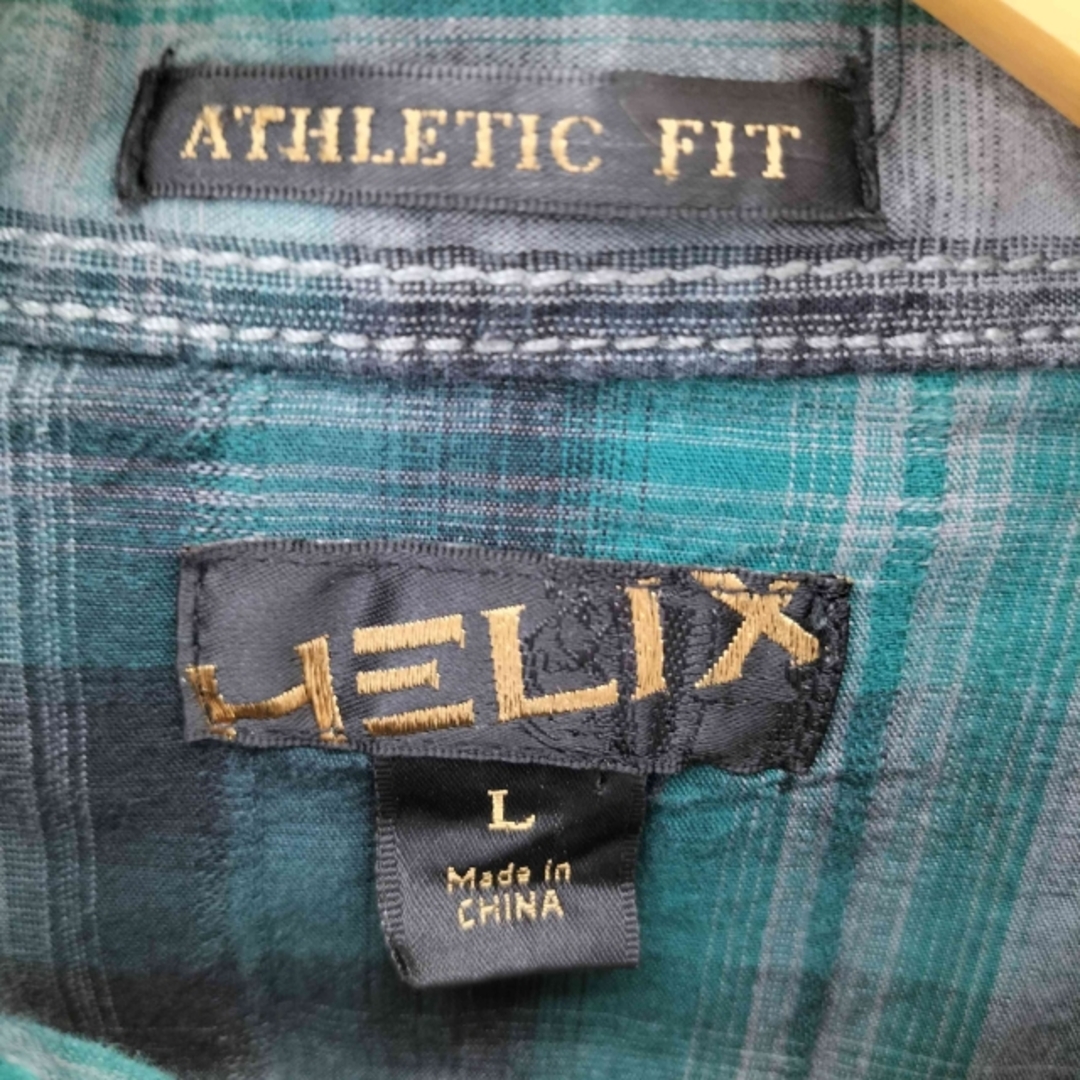 ATHLETIC FIT
HELIX
L
Made in
CHINA